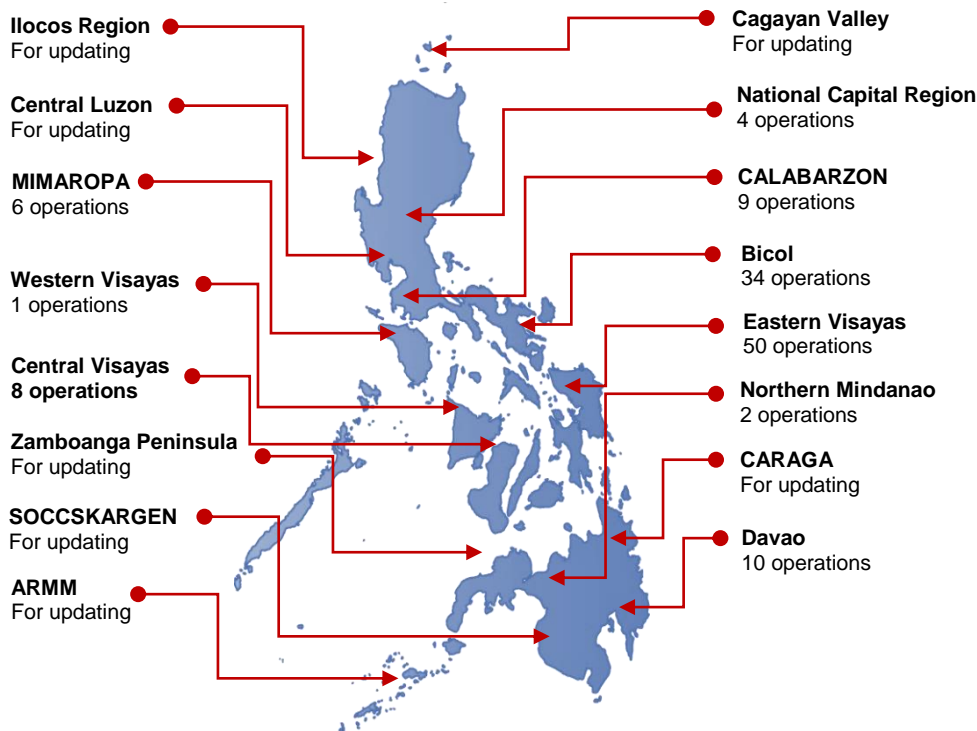 Ilocos Region
For updating
Central Luzon
For updating
MIMAROPA
6 operations
Western Visayas
1 operations
Central Visayas
8 operations
Zamboanga Peninsula
For updating
SOCCSKARGEN
For updating
ARMM
For updating
Cagayan Valley
For updating
National Capital Region
4 operations
CALABARZON
9 operations
Bicol
34 operations
Eastern Visayas
50 operations
Northern Mindanao
2 operations
CARAGA
For updating
Davao
10 operations